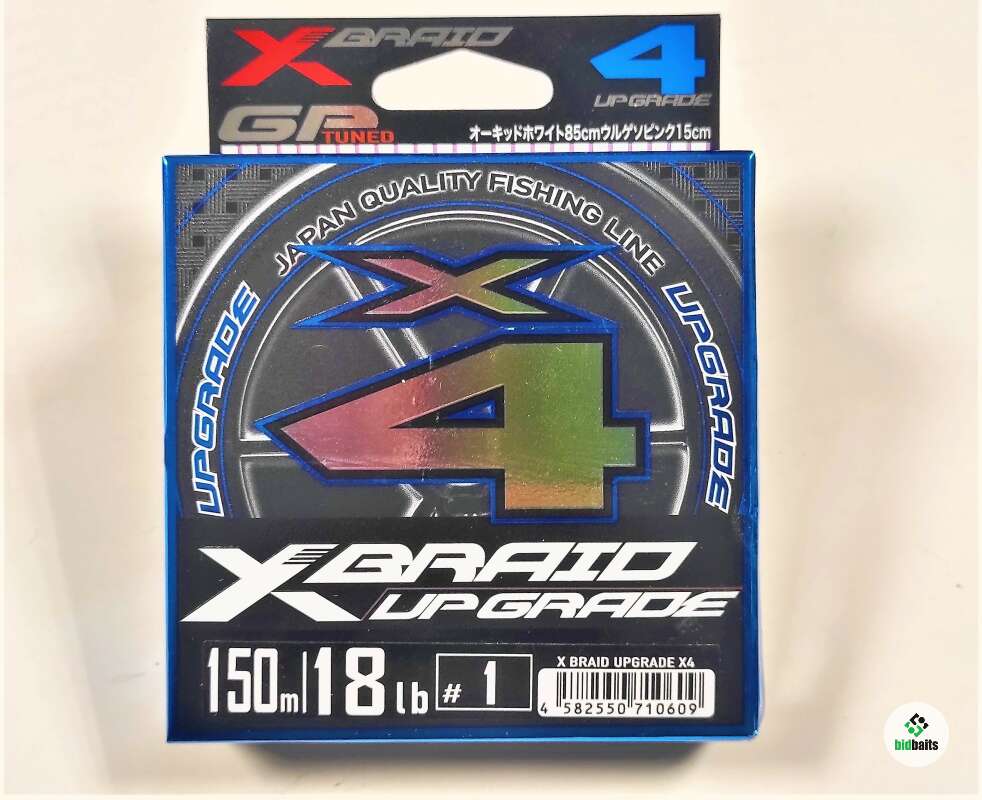 X BRAID
4
UPGRADE
GP
TUNED
オーキッドホワイト85cmウルゲソピンク15cm
JAPAN QUALITY FISHING LINE
UPGRADE
UPGRADE
X
4
X BRAID
UPGRADE
150m 18lb # 1
X BRAID UPGRADE X4
4 582550 710609
bidbaits